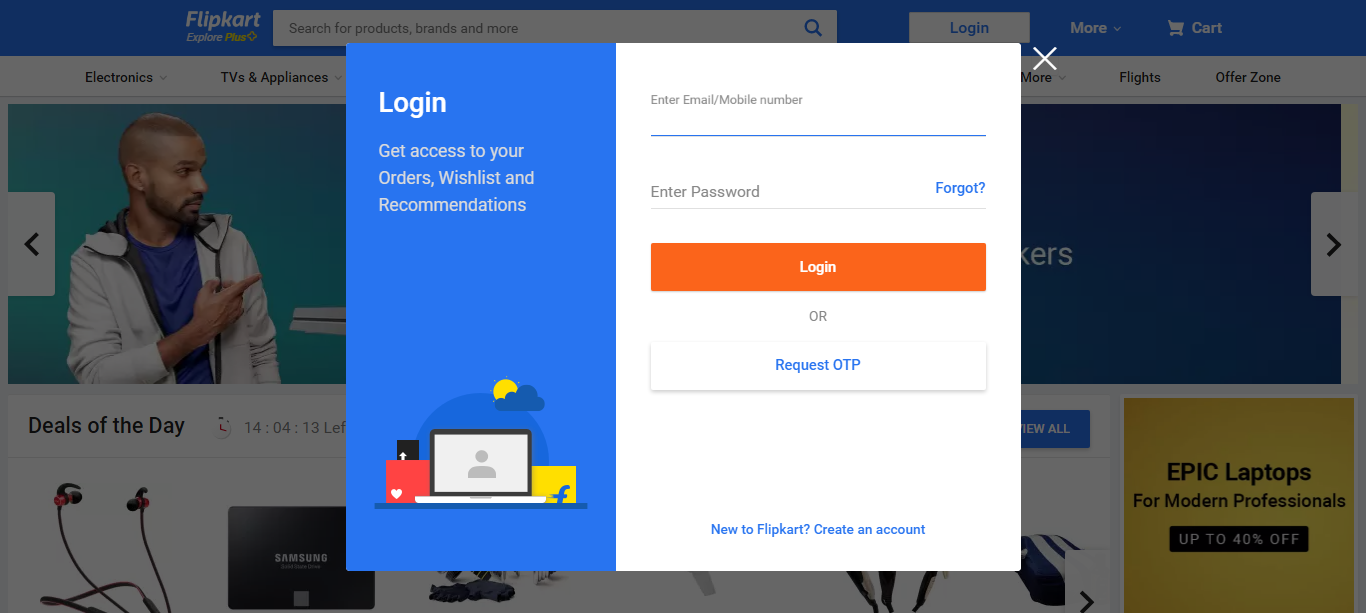 Flipkart
Explore Plus
Search for products, brands and more
Login
More
Cart
Electronics
TVs & Appliances
More
Flights
Offer Zone
Login
Get access to your
Orders, Wishlist and
Recommendations
Enter Email/Mobile number
Enter Password
Forgot?
Login
OR
Request OTP
New to Flipkart? Create an account
kers
Deals of the Day
14 : 04 : 13 Lef
VIEW ALL
SAMSUNG
Solid State Drive
EPIC Laptops
For Modern Professionals
UP TO 40% OFF